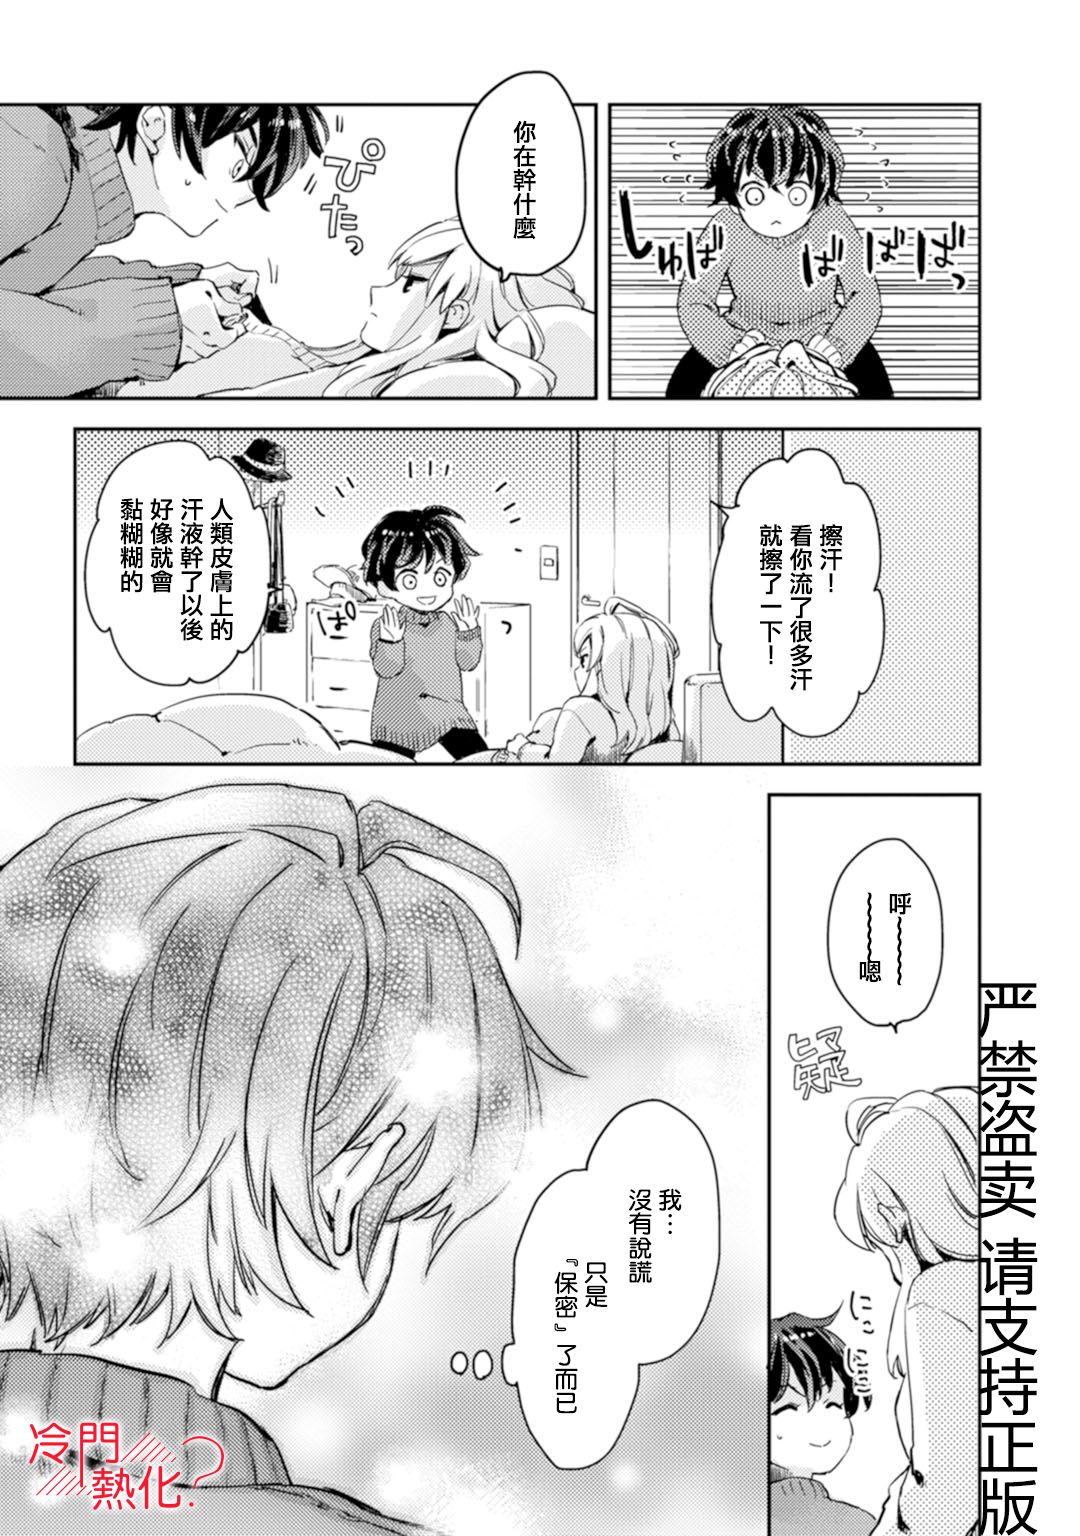 しゅばばばばっ
你在幹什麼
ぴたっ
擦汗！
看你流了很多汗
就擦了一下！
ぱっ
人類皮膚上的
汗液幹了以後
好像就會
黏糊糊的
呼
嗯
疑
にこにこ
我…
沒有說謊
只是
『保密』了而已
严禁盗卖 请支持正版
冷門
熱化？